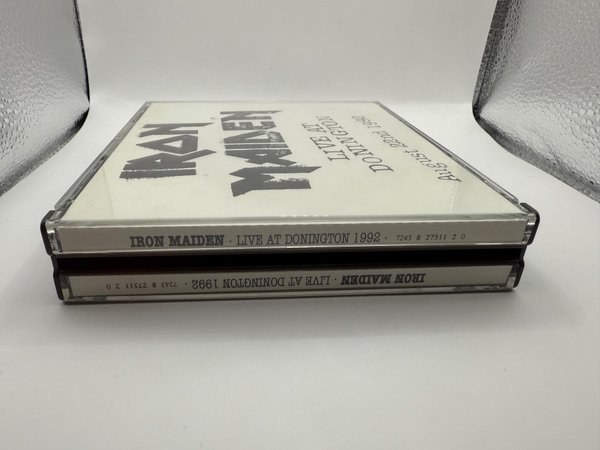 IRON
MAIDEN
LIVE AT
DONINGTON
August 22nd 1992
IRON MAIDEN · LIVE AT DONINGTON 1992 · 7243 8 27511 2 0
IRON MAIDEN · LIVE AT DONINGTON 1992 · 7243 8 27511 2 0